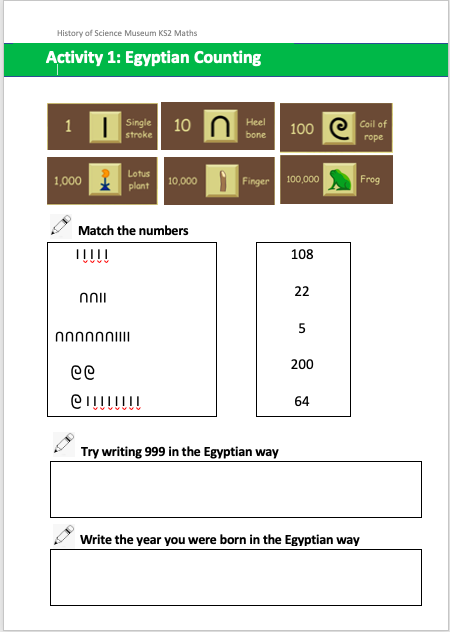 History of Science Museum KS2 Maths
Activity 1: Egyptian Counting
1 Single stroke
10 Heel bone
100 Coil of rope
1,000 Lotus plant
10,000 Finger
100,000 Frog
Match the numbers
IIIII 108
∩∩II 22
∩∩∩∩∩∩IIII 5
200
IIIIIIII 64
Try writing 999 in the Egyptian way
Write the year you were born in the Egyptian way